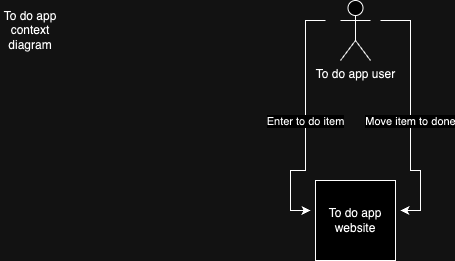 To do app
context
diagram
To do app user
Enter to do item
Move item to done
To do app
website